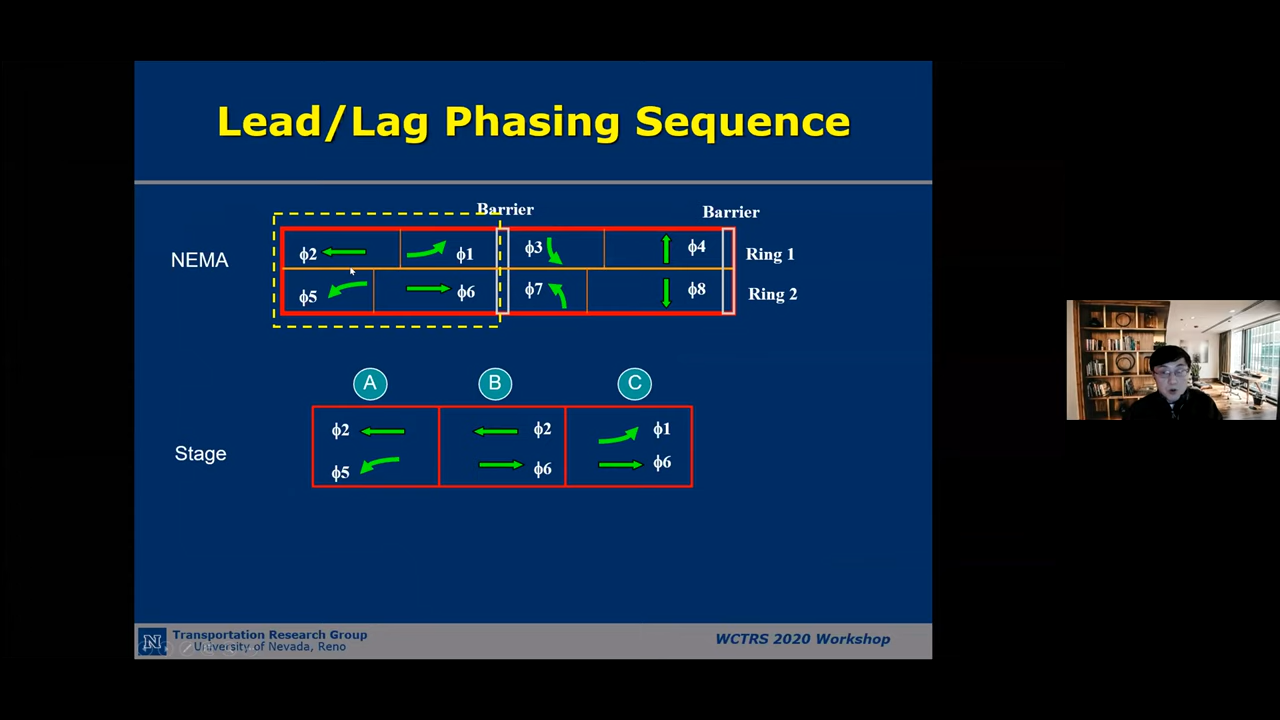 Lead/Lag Phasing Sequence
Barrier
Barrier
NEMA
ϕ2
ϕ1
ϕ3
ϕ4
Ring 1
ϕ5
ϕ6
ϕ7
ϕ8
Ring 2
A
B
C
Stage
ϕ2
ϕ2
ϕ1
ϕ5
ϕ6
ϕ6
N
Transportation Research Group
University of Nevada, Reno
WCTRS 2020 Workshop